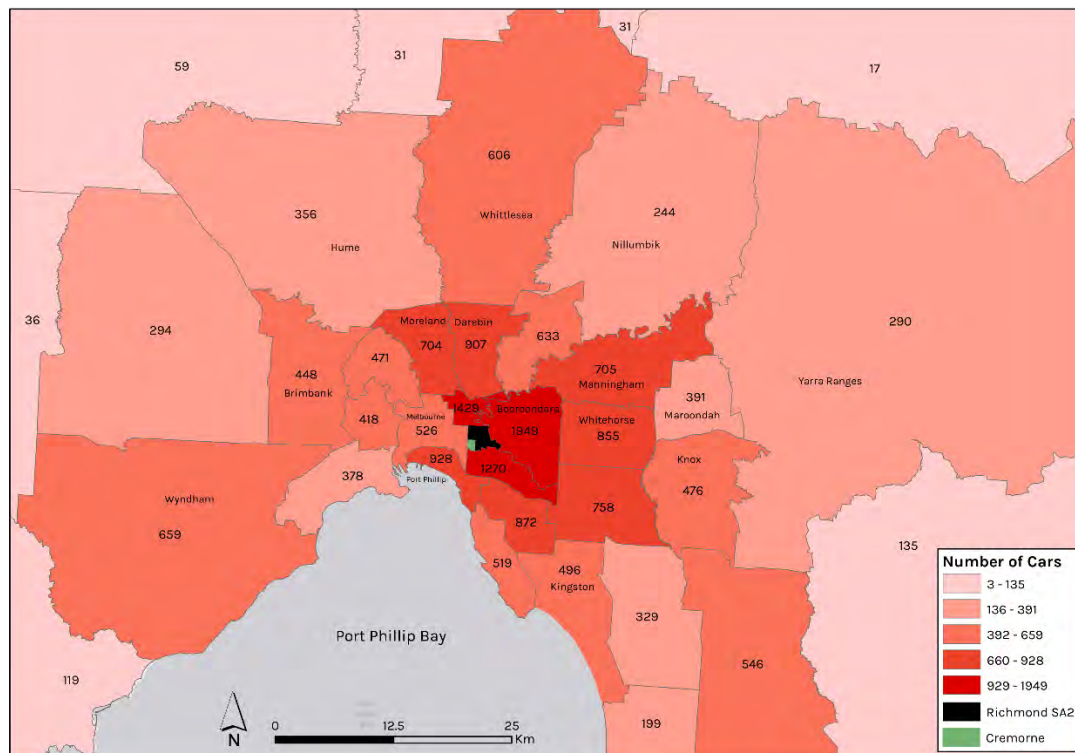 59
31
31
17
606
Whittlesea
356
Hume
244
Nillumbik
36
294
290
Yarra Ranges
Moreland
704
Darebin
907
633
471
448
Brimbank
705
Manningham
391
Maroondah
418
Melbourne
526
1429
Booroondara
1949
Whitehorse
855
928
Port Phillip
1270
378
Knox
476
Wyndham
659
872
758
519
496
Kingston
329
135
546
119
199
Port Phillip Bay
N
0
12.5
25
Km
Number of Cars
3 - 135
136 - 391
392 - 659
660 - 928
929 - 1949
Richmond SA2
Cremorne